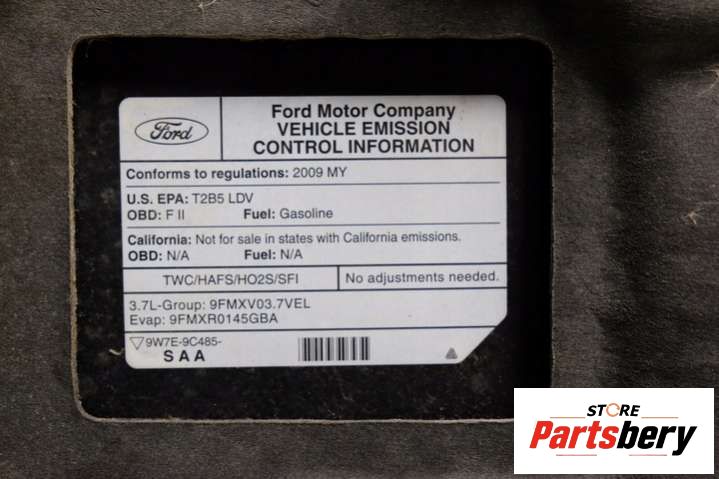 Ford
Ford Motor Company
VEHICLE EMISSION
CONTROL INFORMATION
Conforms to regulations: 2009 MY
U.S. EPA: T2B5 LDV
OBD: F II Fuel: Gasoline
California: Not for sale in states with California emissions.
OBD: N/A Fuel: N/A
TWC/HAFS/HO2S/SFI No adjustments needed.
3.7L-Group: 9FMXV03.7VEL
Evap: 9FMXR0145GBA
9W7E-9C485-
SAA
STORE
Partsbery